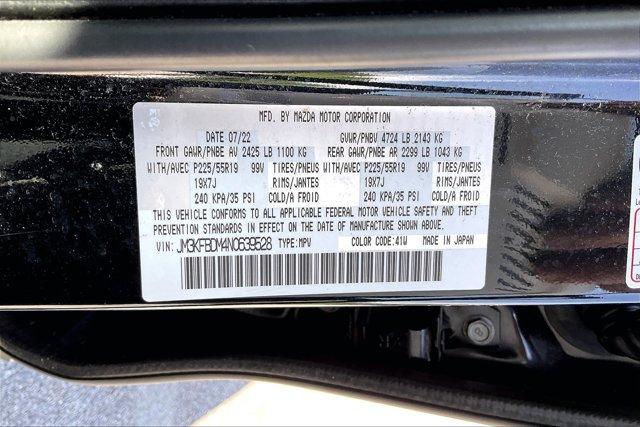 MFD. BY MAZDA MOTOR CORPORATION
DATE 07/22 GVWR/PNBV 4724 LB 2143 KG
FRONT GAWR/PNBE AV 2425 LB 1100 KG REAR GAWR/PNBE AR 2299 LB 1043 KG
WITH/AVEC P225/55R19 99V TIRES/PNEUS WITH/AVEC P225/55R19 99V TIRES/PNEUS
19X7J RIMS/JANTES 19X7J RIMS/JANTES
240 KPA/35 PSI COLD/A FROID 240 KPA/35 PSI COLD/A FROID
THIS VEHICLE CONFORMS TO ALL APPLICABLE FEDERAL MOTOR VEHICLE SAFETY AND THEFT
PREVENTION STANDARDS IN EFFECT ON THE DATE OF MANUFACTURE SHOWN ABOVE.
VIN: JM3KFBDM4N0639528 TYPE:MPV COLOR CODE:41W MADE IN JAPAN